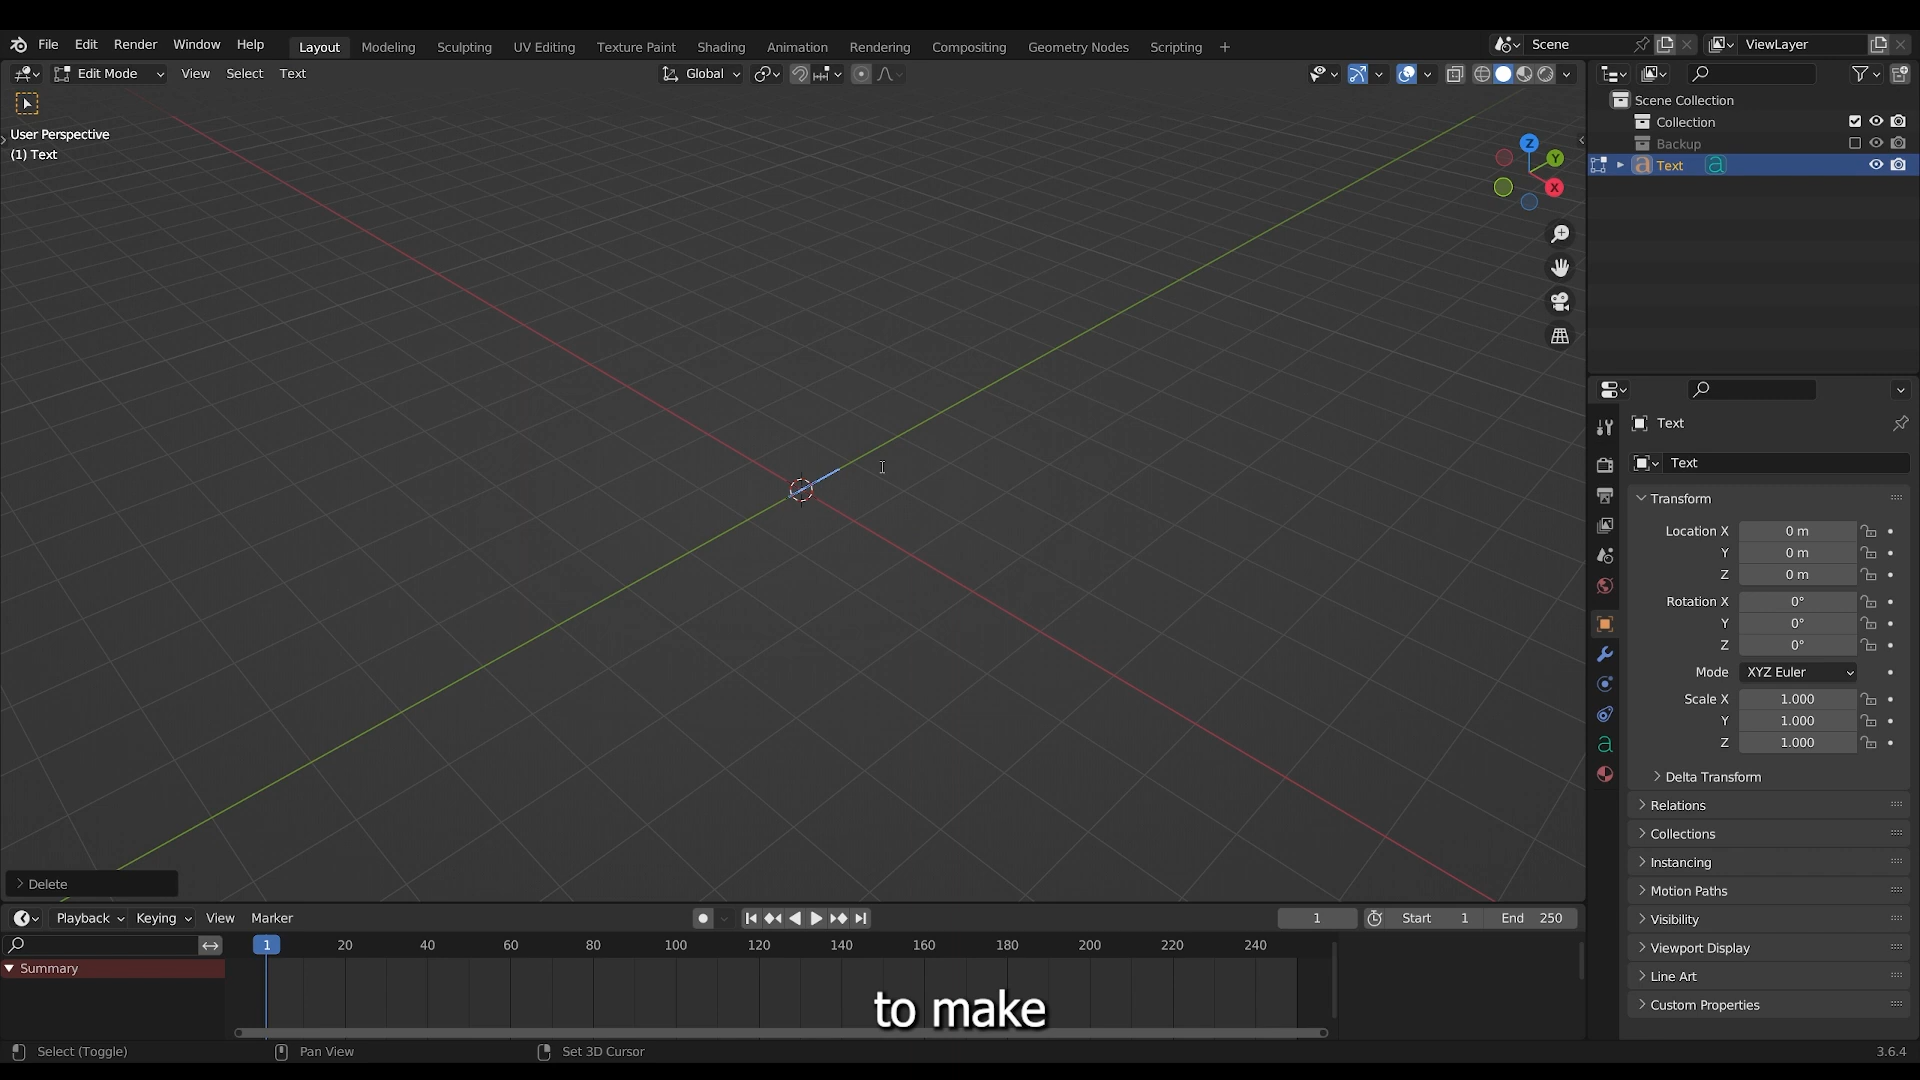 File Edit Render Window Help Layout Modeling Sculpting UV Editing Texture Paint Shading Animation Rendering Compositing Geometry Nodes Scripting + Scene ViewLayer
Edit Mode View Select Text Global
User Perspective
(1) Text
Z
Y
X
Scene Collection
Collection
Backup
Text
Text
Text
Transform
Location X 0 m
Y 0 m
Z 0 m
Rotation X 0°
Y 0°
Z 0°
Mode XYZ Euler
Scale X 1.000
Y 1.000
Z 1.000
Delta Transform
Relations
Collections
Instancing
Motion Paths
Visibility
Viewport Display
Line Art
Custom Properties
Delete
Playback Keying View Marker 1 Start 1 End 250
1 20 40 60 80 100 120 140 160 180 200 220 240
Summary
to make
Select (Toggle) Pan View Set 3D Cursor 3.6.4